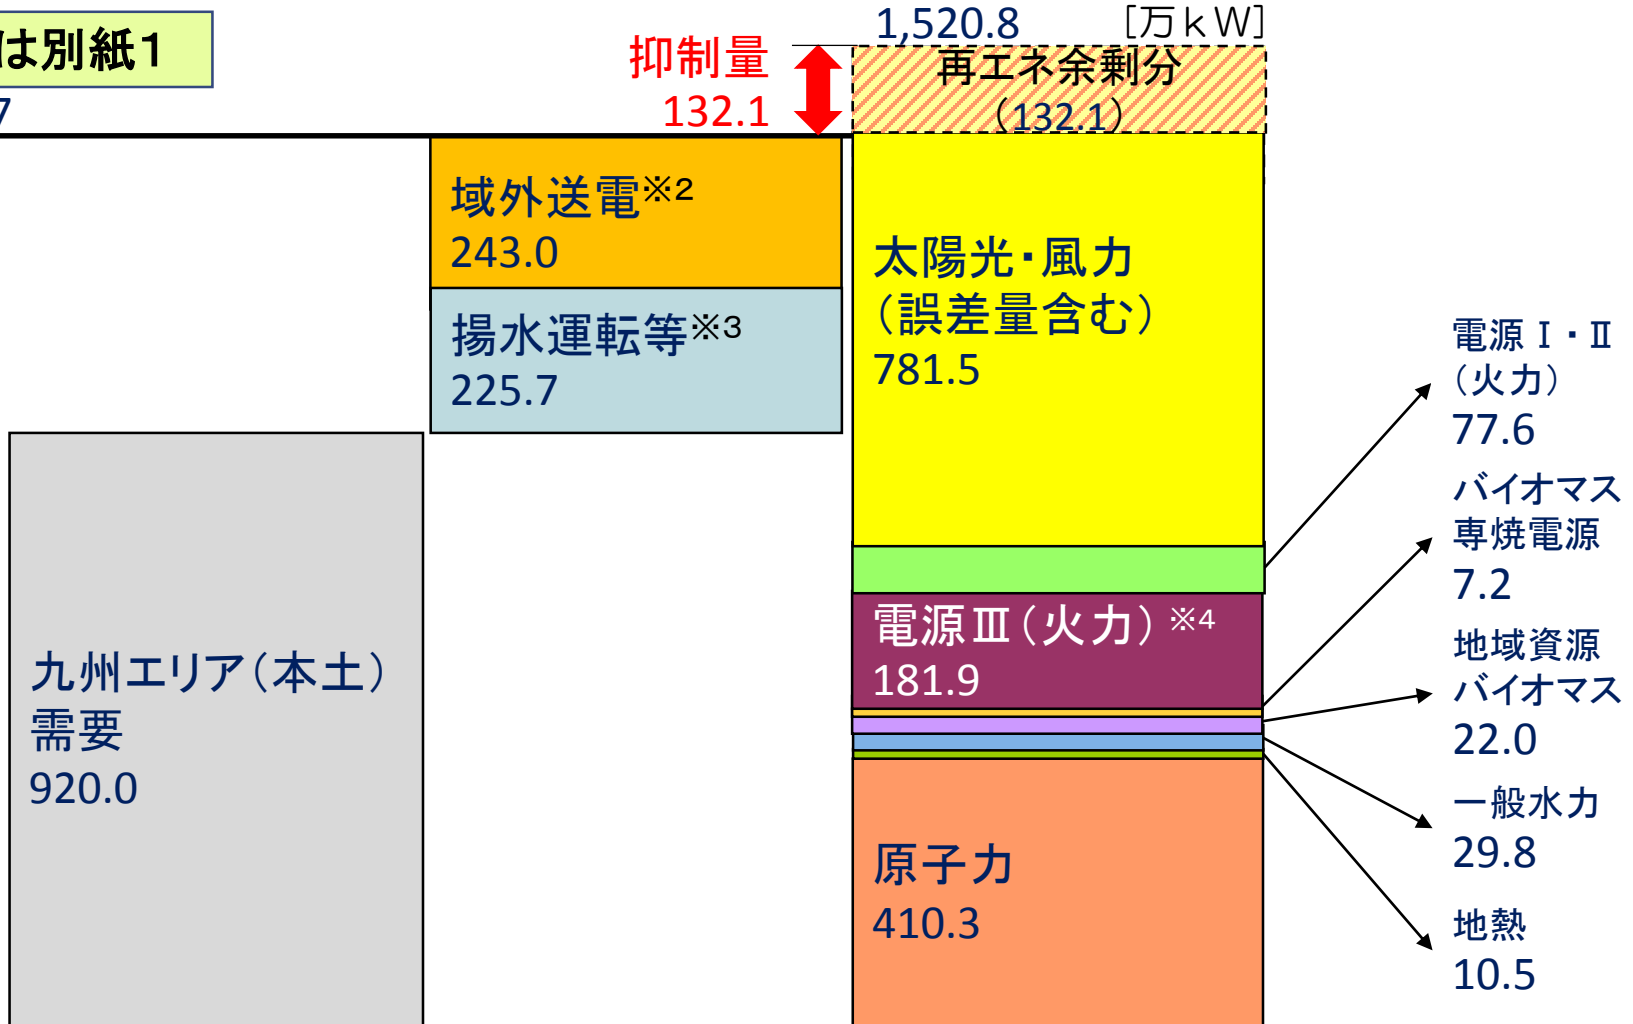 は別紙1
7
抑制量
132.1
1,520.8 [万kW]
再エネ余剰分
(132.1)
域外送電※2
243.0
揚水運転等※3
225.7
九州エリア(本土)
需要
920.0
太陽光・風力
(誤差量含む)
781.5
電源Ⅲ(火力)※4
181.9
原子力
410.3
電源Ⅰ・Ⅱ
(火力)
77.6
バイオマス
専焼電源
7.2
地域資源
バイオマス
22.0
一般水力
29.8
地熱
10.5